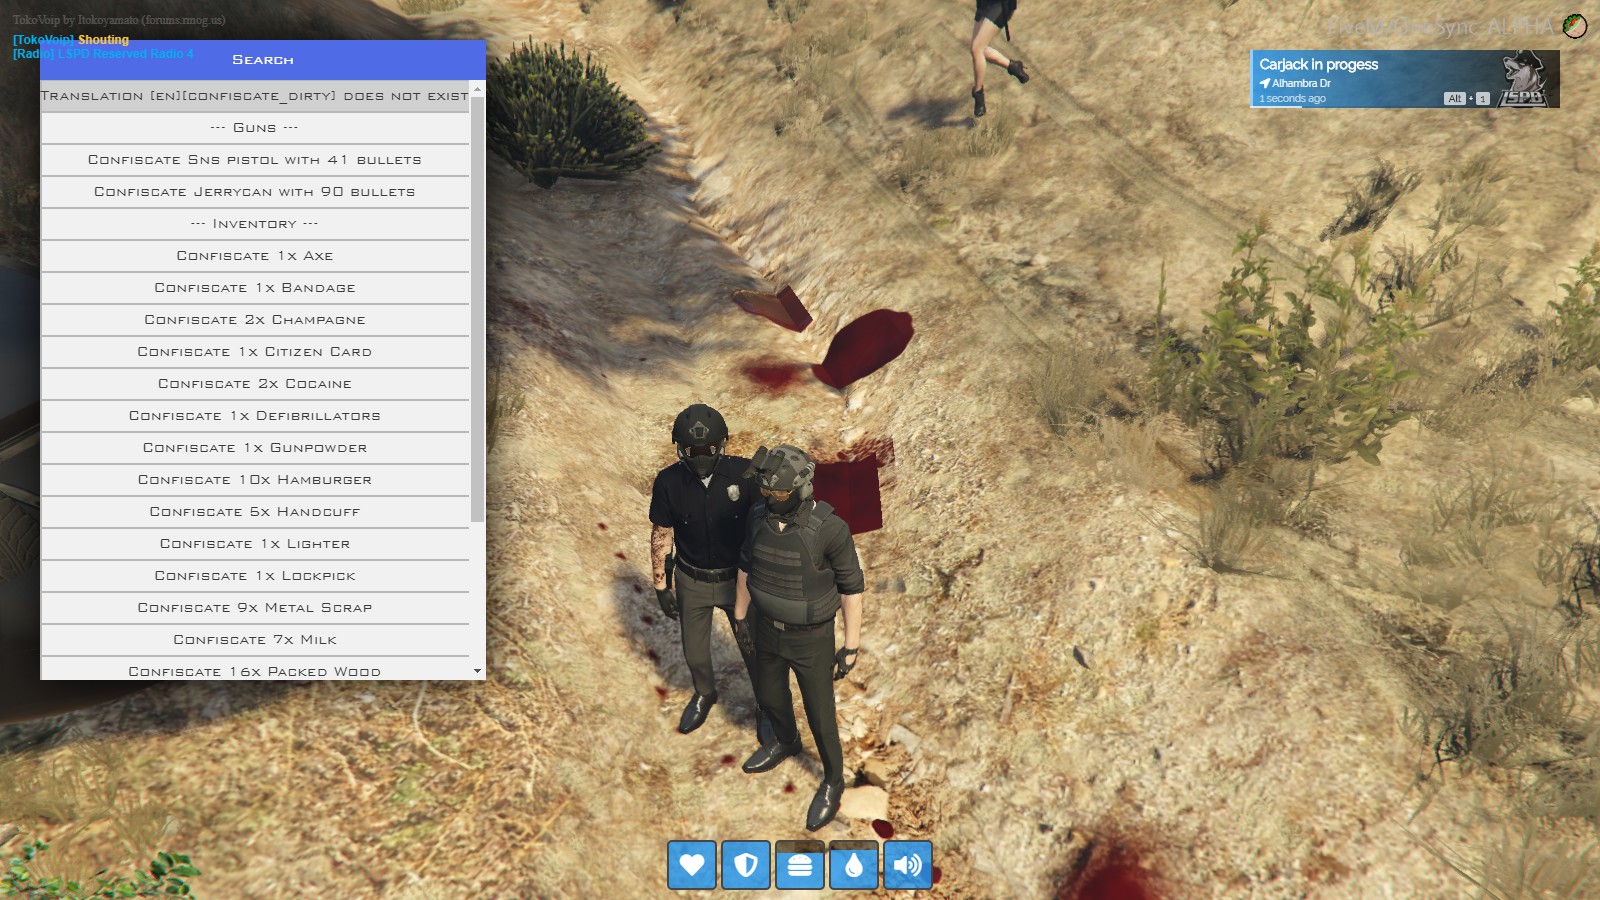 TokoVoip by Itokoyamato (forums.rmog.us)
[TokoVoip] Shouting
[Radio] LSPD Reserved Radio 4
Search
Translation [en][confiscate_dirty] does not exist
--- Guns ---
Confiscate Sns pistol with 41 bullets
Confiscate Jerrycan with 90 bullets
--- Inventory ---
Confiscate 1x Axe
Confiscate 1x Bandage
Confiscate 2x Champagne
Confiscate 1x Citizen Card
Confiscate 2x Cocaine
Confiscate 1x Defibrillators
Confiscate 1x Gunpowder
Confiscate 10x Hamburger
Confiscate 5x Handcuff
Confiscate 1x Lighter
Confiscate 1x Lockpick
Confiscate 9x Metal Scrap
Confiscate 7x Milk
Confiscate 16x Packed Wood
FiveM OneSync ALPHA
Carjack in progess
Alhambra Dr
1 seconds ago
Alt + 1
LSPD